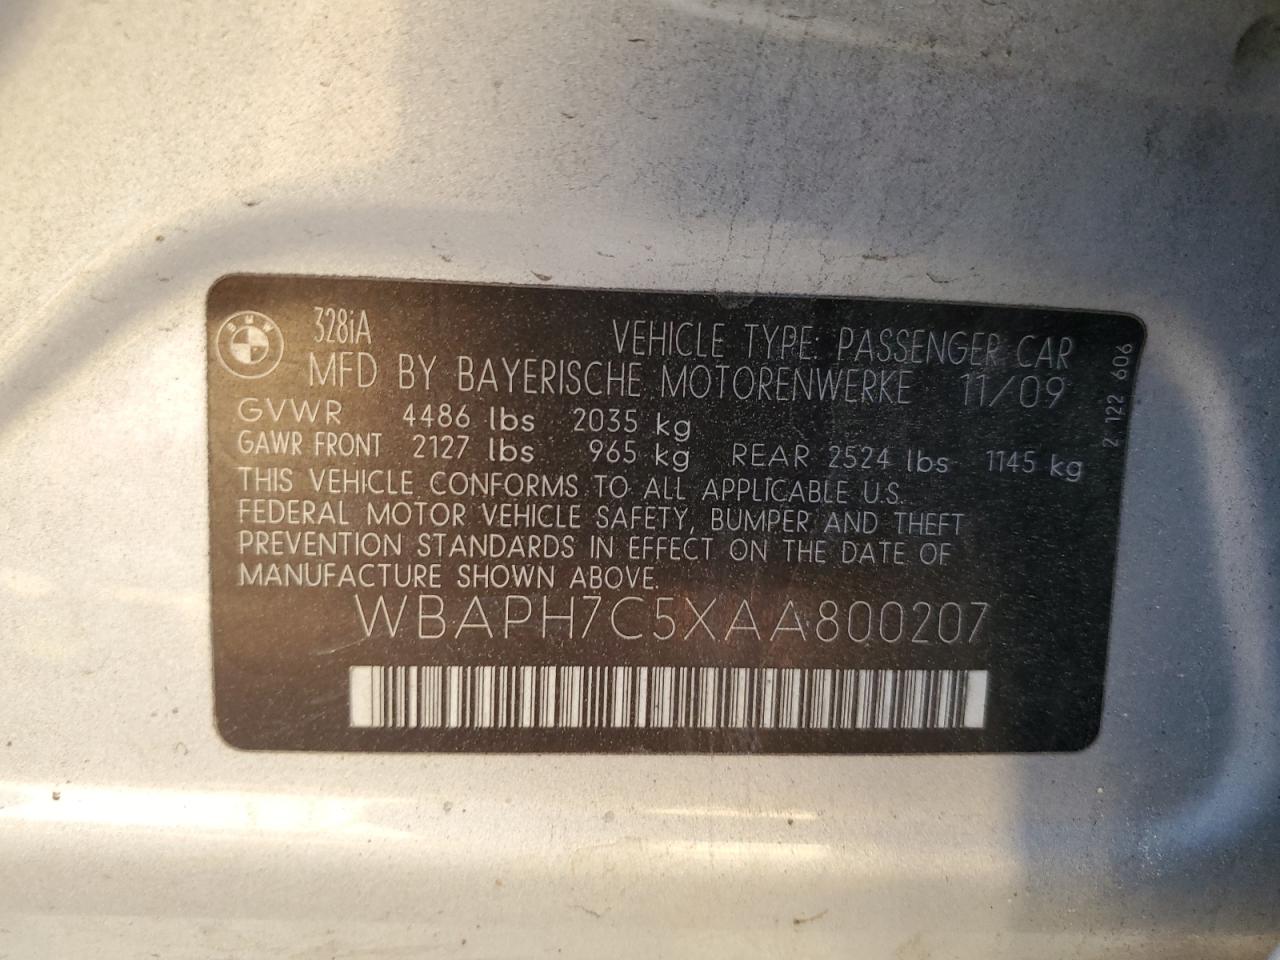 BMW
328iA VEHICLE TYPE: PASSENGER CAR
MFD BY BAYERISCHE MOTORENWERKE 11/09
GVWR 4486 lbs 2035 kg
GAWR FRONT 2127 lbs 965 kg REAR 2524 lbs 1145 kg
THIS VEHICLE CONFORMS TO ALL APPLICABLE U.S.
FEDERAL MOTOR VEHICLE SAFETY, BUMPER AND THEFT
PREVENTION STANDARDS IN EFFECT ON THE DATE OF
MANUFACTURE SHOWN ABOVE.
WBAPH7C5XAA800207
2 122 606